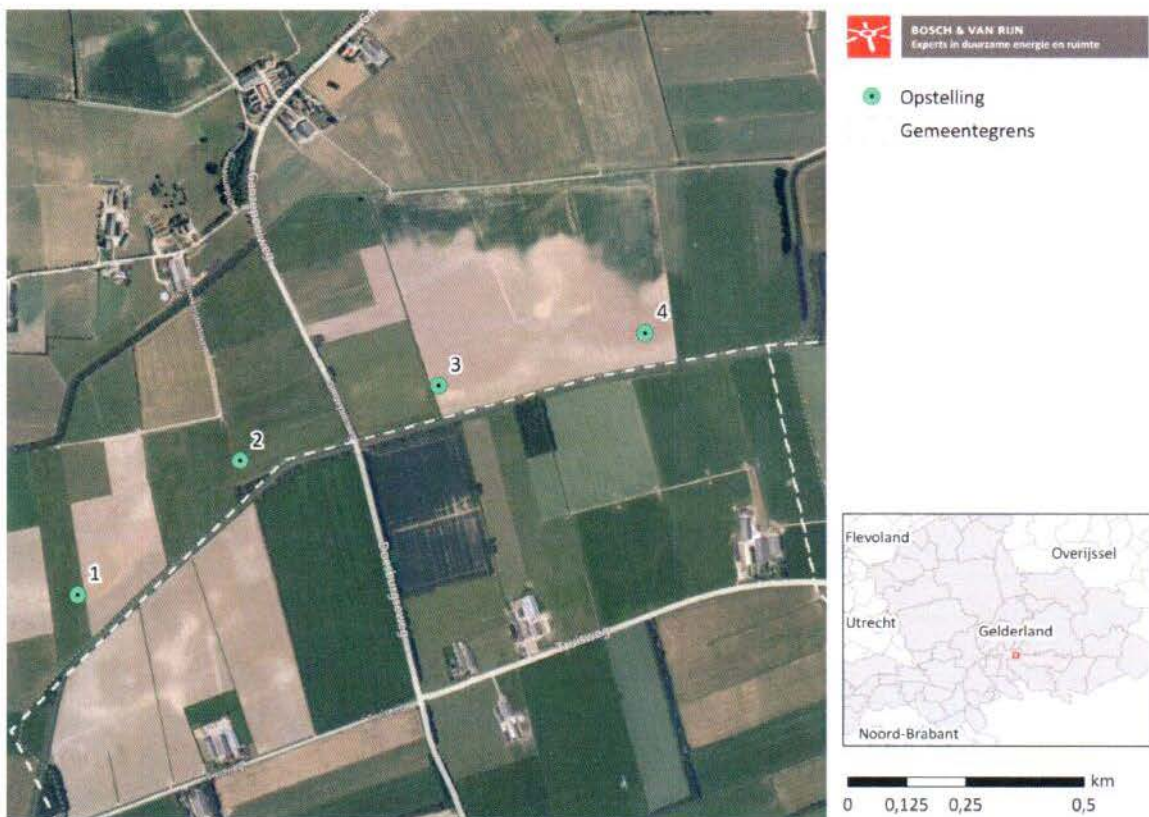 BOSCH & VAN RIJN
Experts in duurzame energie en ruimte
Opstelling
Gemeentegrens
4
3
2
1
Flevoland
Overijssel
Utrecht
Gelderland
Noord-Brabant
km
0 0,125 0,25 0,5